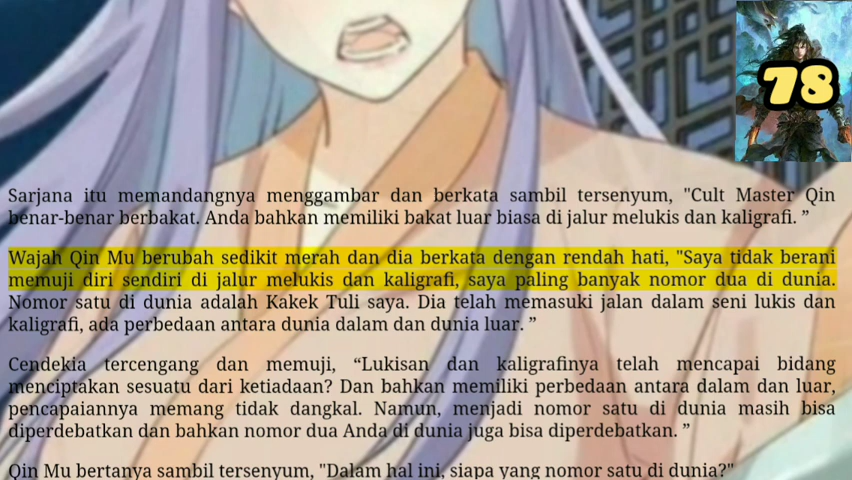 78
Sarjana itu memandangnya menggambar dan berkata sambil tersenyum, "Cult Master Qin
benar-benar berbakat. Anda bahkan memiliki bakat luar biasa di jalur melukis dan kaligrafi. ”
Wajah Qin Mu berubah sedikit merah dan dia berkata dengan rendah hati, "Saya tidak berani
memuji diri sendiri di jalur melukis dan kaligrafi, saya paling banyak nomor dua di dunia.
Nomor satu di dunia adalah Kakek Tuli saya. Dia telah memasuki jalan dalam seni lukis dan
kaligrafi, ada perbedaan antara dunia dalam dan dunia luar. ”
Cendekia tercengang dan memuji, “Lukisan dan kaligrafinya telah mencapai bidang
menciptakan sesuatu dari ketiadaan? Dan bahkan memiliki perbedaan antara dalam dan luar,
pencapaiannya memang tidak dangkal. Namun, menjadi nomor satu di dunia masih bisa
diperdebatkan dan bahkan nomor dua Anda di dunia juga bisa diperdebatkan. ”
Qin Mu bertanya sambil tersenyum, "Dalam hal ini, siapa yang nomor satu di dunia?"